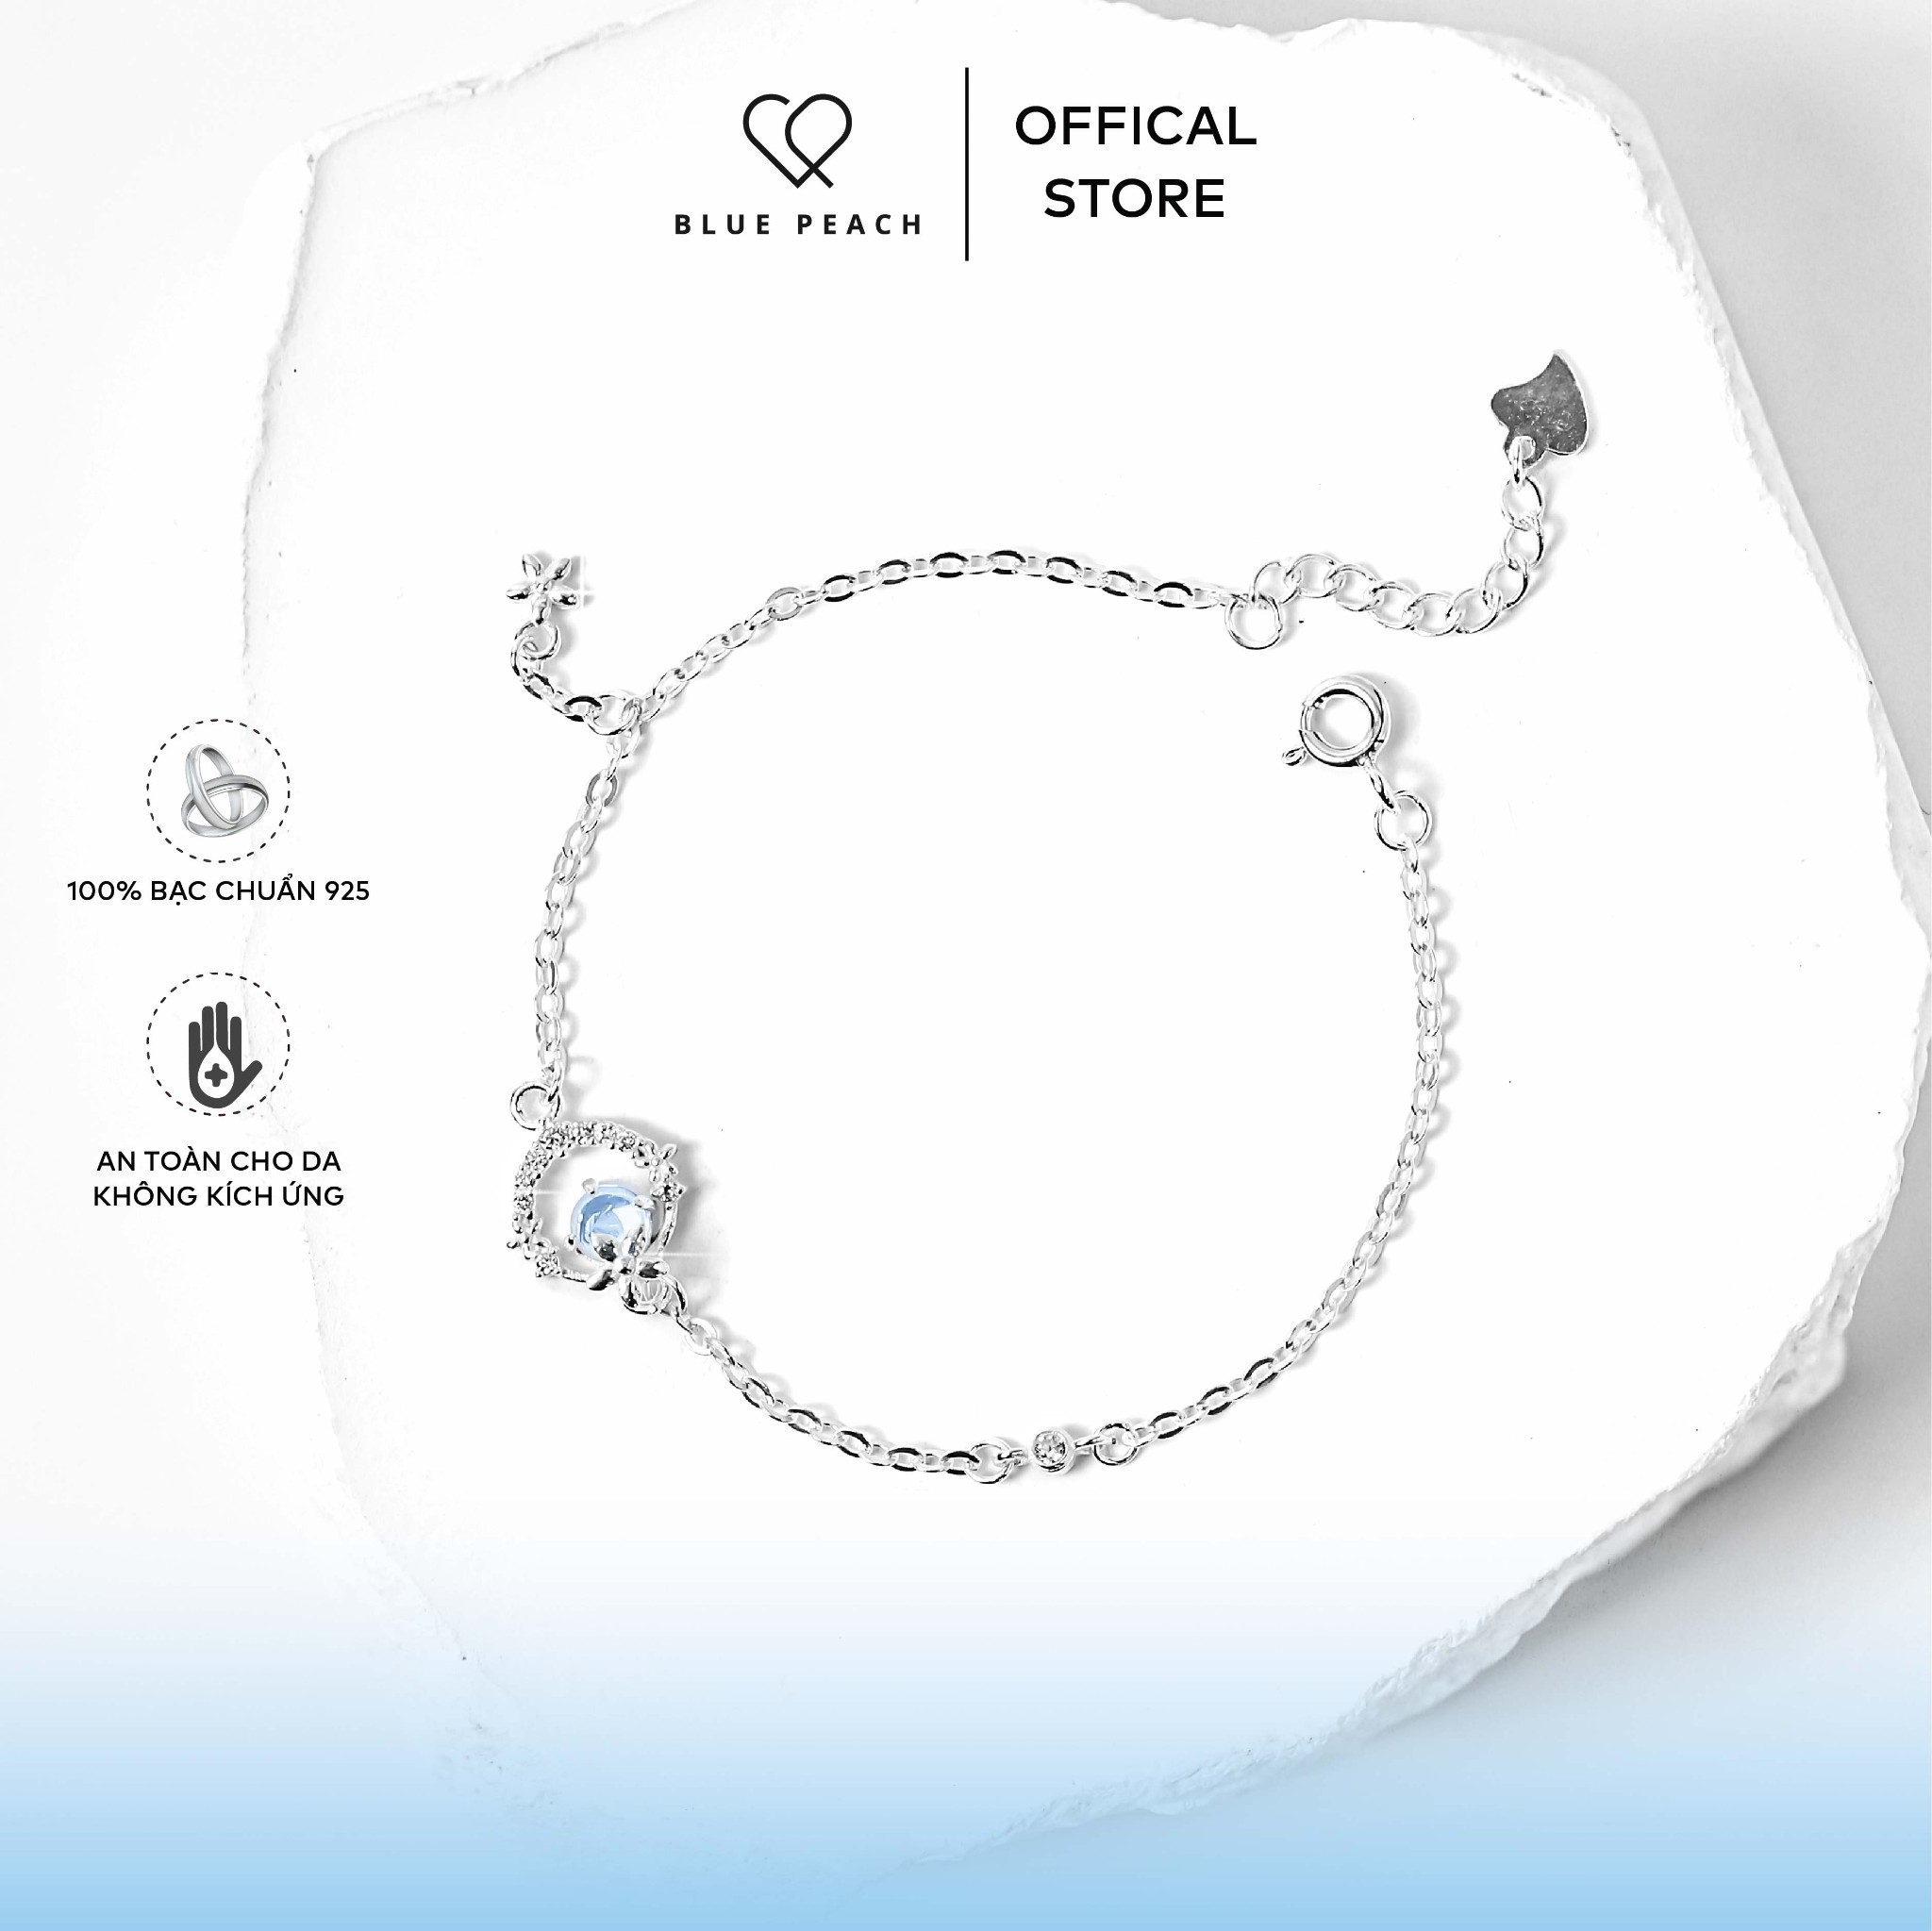 BLUE PEACH
OFFICAL
STORE
100% BẠC CHUẨN 925
AN TOÀN CHO DA
KHÔNG KÍCH ỨNG